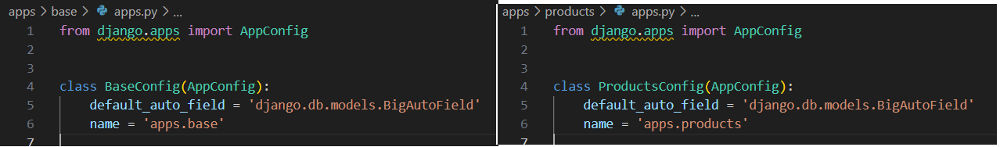 apps > base > apps.py > ...
1 from django.apps import AppConfig
2
3
4 class BaseConfig(AppConfig):
5     default_auto_field = 'django.db.models.BigAutoField'
6     name = 'apps.base'
7
apps > products > apps.py > ...
1 from django.apps import AppConfig
2
3
4 class ProductsConfig(AppConfig):
5     default_auto_field = 'django.db.models.BigAutoField'
6     name = 'apps.products'
7